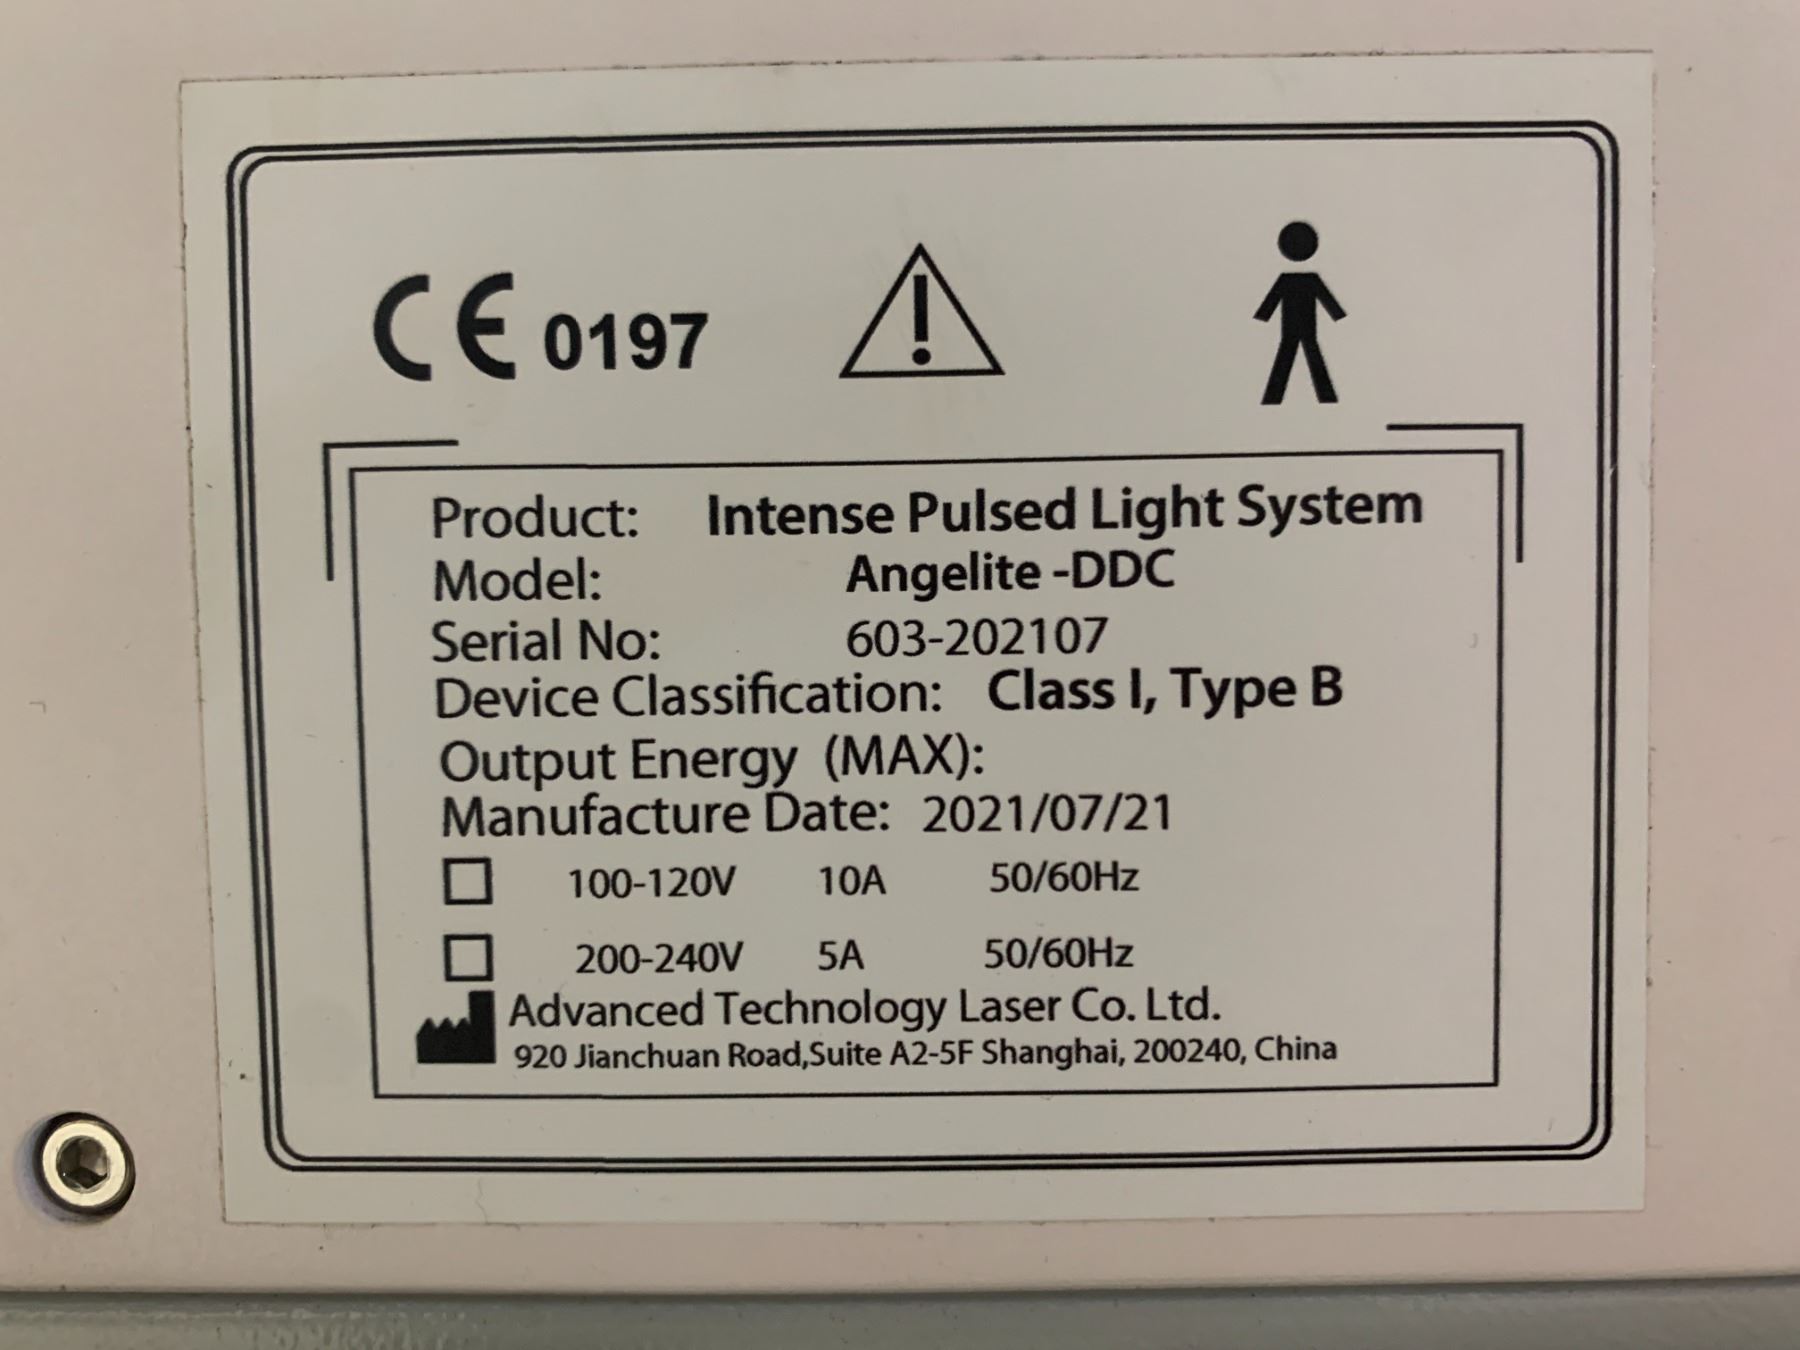 CE 0197
Product: Intense Pulsed Light System
Model: Angelite -DDC
Serial No: 603-202107
Device Classification: Class I, Type B
Output Energy (MAX):
Manufacture Date: 2021/07/21
100-120V 10A 50/60Hz
200-240V 5A 50/60Hz
Advanced Technology Laser Co. Ltd.
920 Jianchuan Road,Suite A2-5F Shanghai, 200240, China